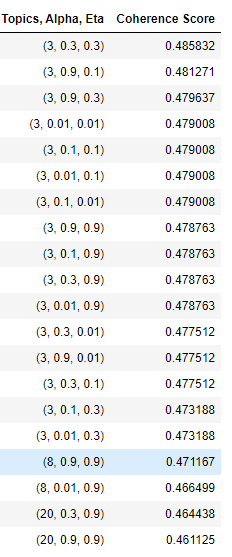 Topics, Alpha, Eta Coherence Score
(3, 0.3, 0.3) 0.485832
(3, 0.9, 0.1) 0.481271
(3, 0.9, 0.3) 0.479637
(3, 0.01, 0.01) 0.479008
(3, 0.1, 0.1) 0.479008
(3, 0.01, 0.1) 0.479008
(3, 0.1, 0.01) 0.479008
(3, 0.9, 0.9) 0.478763
(3, 0.1, 0.9) 0.478763
(3, 0.3, 0.9) 0.478763
(3, 0.01, 0.9) 0.478763
(3, 0.3, 0.01) 0.477512
(3, 0.9, 0.01) 0.477512
(3, 0.3, 0.1) 0.477512
(3, 0.1, 0.3) 0.473188
(3, 0.01, 0.3) 0.473188
(8, 0.9, 0.9) 0.471167
(8, 0.01, 0.9) 0.466499
(20, 0.3, 0.9) 0.464438
(20, 0.9, 0.9) 0.461125